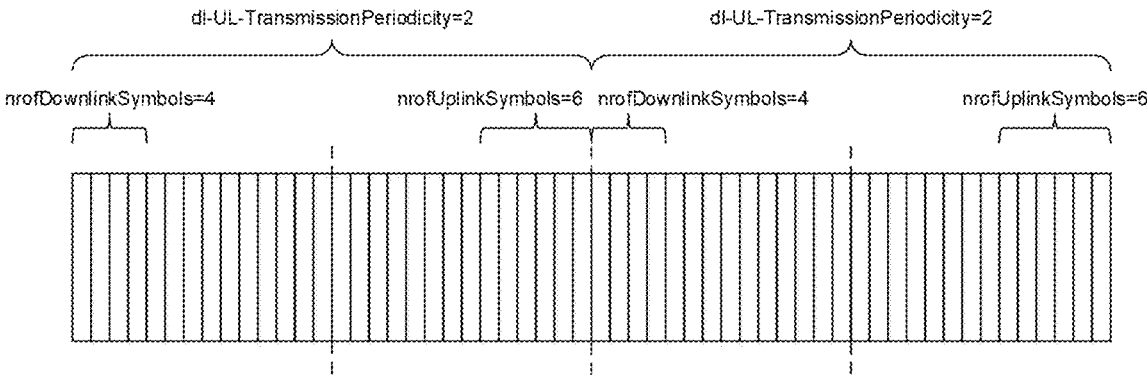 dl-UL-TransmissionPeriodicity=2 dl-UL-TransmissionPeriodicity=2
nrofDownlinkSymbols=4 nrofUplinkSymbols=6 nrofDownlinkSymbols=4 nrofUplinkSymbols=6